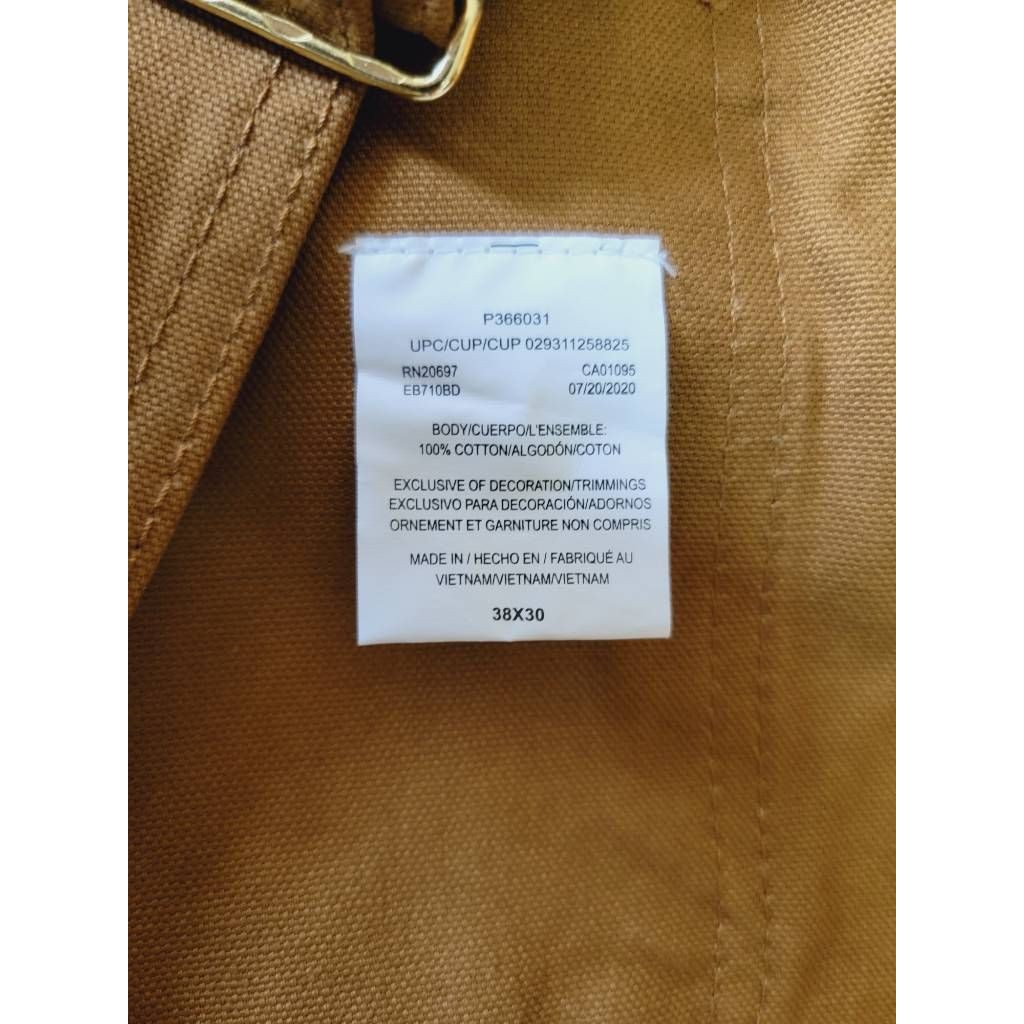 P366031
UPC/CUP/CUP 029311258825
RN20697 CA01095
EB710BD 07/20/2020
BODY/CUERPO/L'ENSEMBLE:
100% COTTON/ALGODÓN/COTON
EXCLUSIVE OF DECORATION/TRIMMINGS
EXCLUSIVO PARA DECORACIÓN/ADORNOS
ORNEMENT ET GARNITURE NON COMPRIS
MADE IN / HECHO EN / FABRIQUÉ AU
VIETNAM/VIETNAM/VIETNAM
38X30